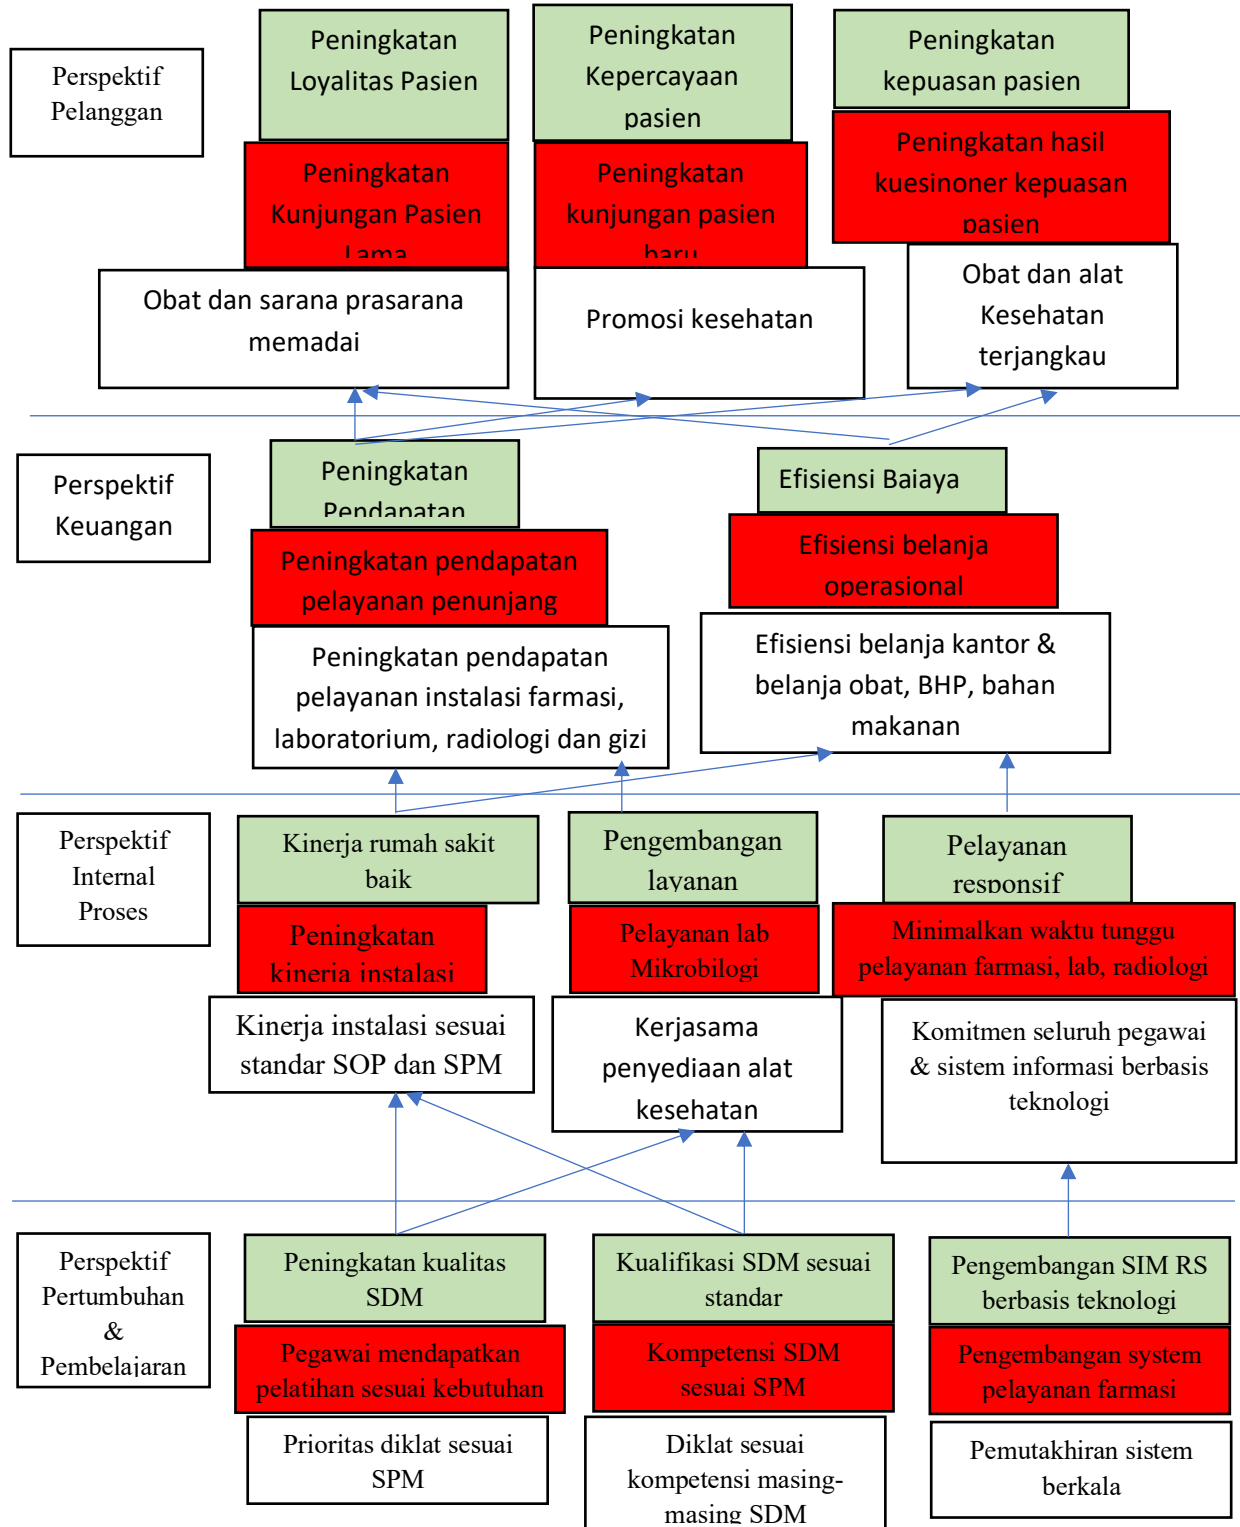 Perspektif
Pelanggan
Peningkatan
Loyalitas Pasien
Peningkatan
Kunjungan Pasien
Lama
Obat dan sarana prasarana
memadai
Peningkatan
Kepercayaan
pasien
Peningkatan
kunjungan pasien
baru
Promosi kesehatan
Peningkatan
kepuasan pasien
Peningkatan hasil
kuesinoner kepuasan
pasien
Obat dan alat
Kesehatan
terjangkau
Perspektif
Keuangan
Peningkatan
Pendapatan
Peningkatan pendapatan
pelayanan penunjang
Peningkatan pendapatan
pelayanan instalasi farmasi,
laboratorium, radiologi dan gizi
Efisiensi Baiaya
Efisiensi belanja
operasional
Efisiensi belanja kantor &
belanja obat, BHP, bahan
makanan
Perspektif
Internal
Proses
Kinerja rumah sakit
baik
Peningkatan
kinerja instalasi
Kinerja instalasi sesuai
standar SOP dan SPM
Pengembangan
layanan
Pelayanan lab
Mikrobilogi
Kerjasama
penyediaan alat
kesehatan
Pelayanan
responsif
Minimalkan waktu tunggu
pelayanan farmasi, lab, radiologi
Komitmen seluruh pegawai
& sistem informasi berbasis
teknologi
Perspektif
Pertumbuhan
&
Pembelajaran
Peningkatan kualitas
SDM
Pegawai mendapatkan
pelatihan sesuai kebutuhan
Prioritas diklat sesuai
SPM
Kualifikasi SDM sesuai
standar
Kompetensi SDM
sesuai SPM
Diklat sesuai
kompetensi masing-
masing SDM
Pengembangan SIM RS
berbasis teknologi
Pengembangan system
pelayanan farmasi
Pemutakhiran sistem
berkala